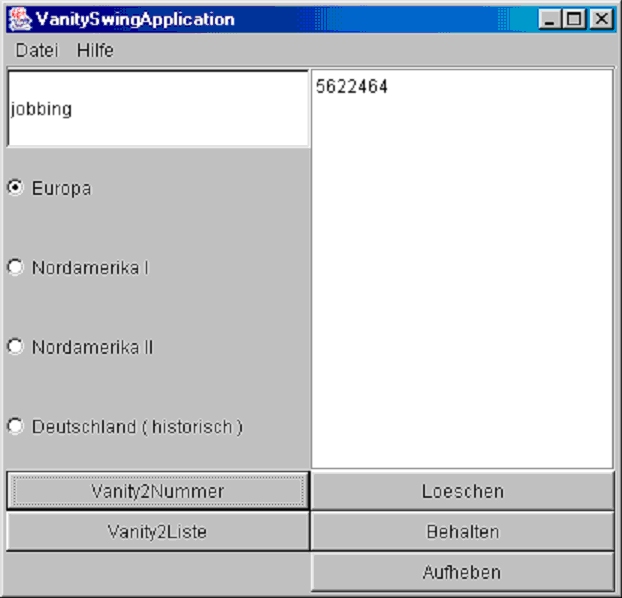 VanitySwingApplication
Datei Hilfe
jobbing
5622464
Europa
Nordamerika I
Nordamerika II
Deutschland ( historisch )
Vanity2Nummer
Loeschen
Vanity2Liste
Behalten
Aufheben